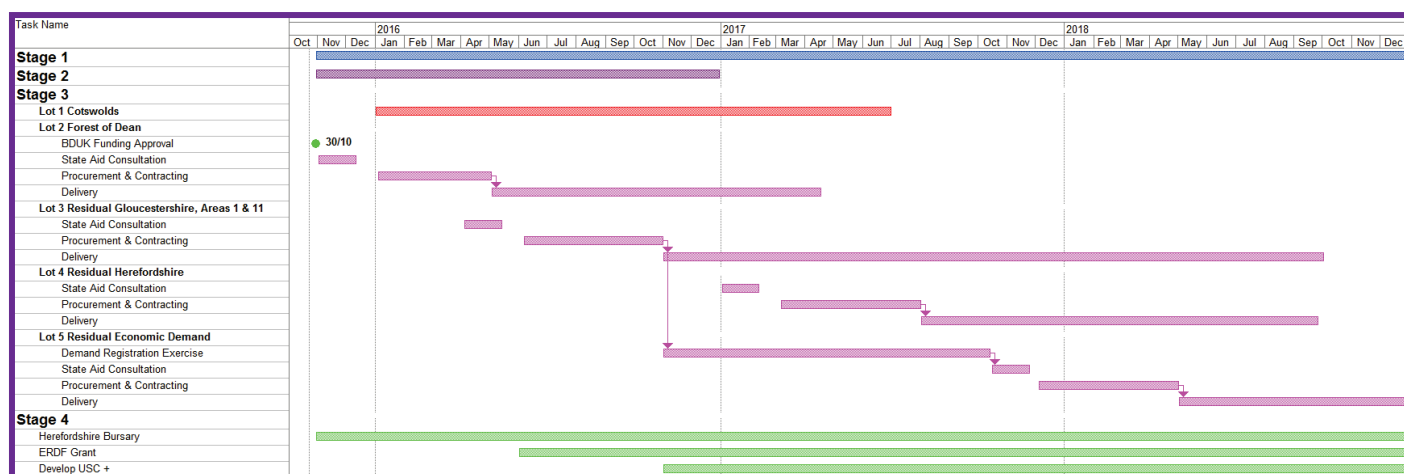 Task Name
2016 2017 2018
Oct Nov Dec Jan Feb Mar Apr May Jun Jul Aug Sep Oct Nov Dec Jan Feb Mar Apr May Jun Jul Aug Sep Oct Nov Dec Jan Feb Mar Apr May Jun Jul Aug Sep Oct Nov Dec
Stage 1
Stage 2
Stage 3
Lot 1 Cotswolds
Lot 2 Forest of Dean
BDUK Funding Approval 30/10
State Aid Consultation
Procurement & Contracting
Delivery
Lot 3 Residual Gloucestershire, Areas 1 & 11
State Aid Consultation
Procurement & Contracting
Delivery
Lot 4 Residual Herefordshire
State Aid Consultation
Procurement & Contracting
Delivery
Lot 5 Residual Economic Demand
Demand Registration Exercise
State Aid Consultation
Procurement & Contracting
Delivery
Stage 4
Herefordshire Bursary
ERDF Grant
Develop USC +